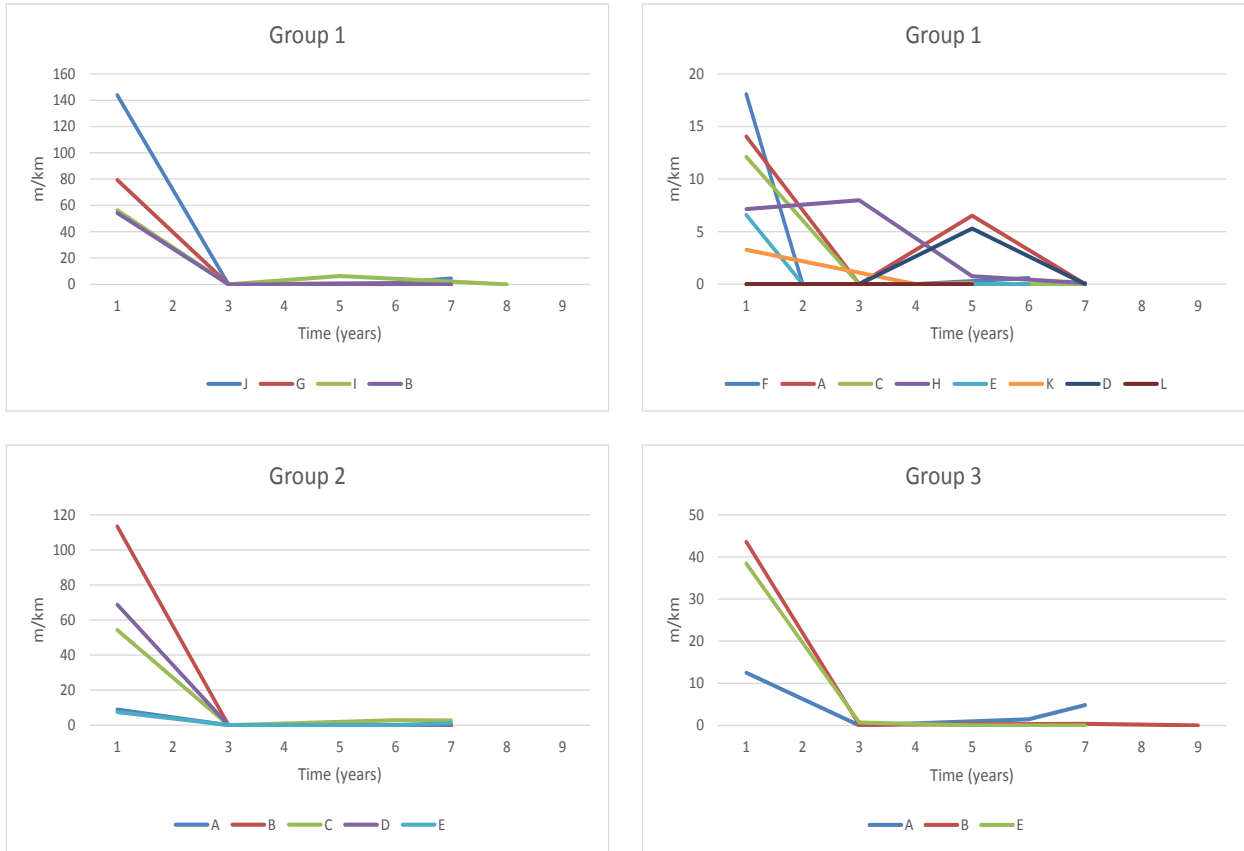 Group 1
160
140
120
100
80
60
40
20
0
m/km
1 2 3 4 5 6 7 8 9
Time (years)
J G I B
Group 1
20
15
10
5
0
m/km
1 2 3 4 5 6 7 8 9
Time (years)
F A C H E K D L
Group 2
120
100
80
60
40
20
0
m/km
1 2 3 4 5 6 7 8 9
Time (years)
A B C D E
Group 3
50
40
30
20
10
0
m/km
1 2 3 4 5 6 7 8 9
Time (years)
A B E